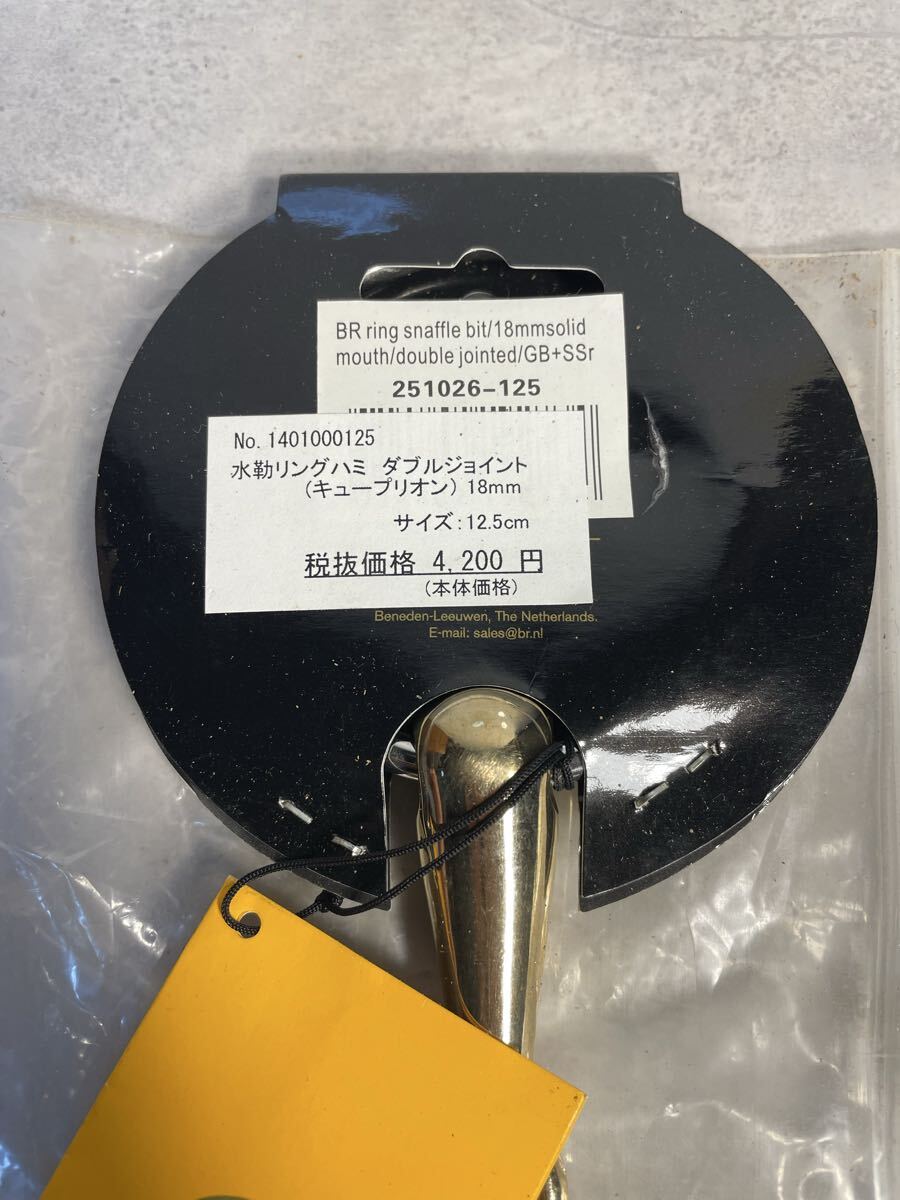 BR ring snaffle bit/18mmsolid
mouth/double jointed/GB+SSr
251026-125
No. 1401000125
水勒リングハミ ダブルジョイント
(キュープリオン) 18mm
サイズ:12.5cm
税抜価格 4,200 円
(本体価格)
Beneden-Leeuwen, The Netherlands.
E-mail: sales@br.nl